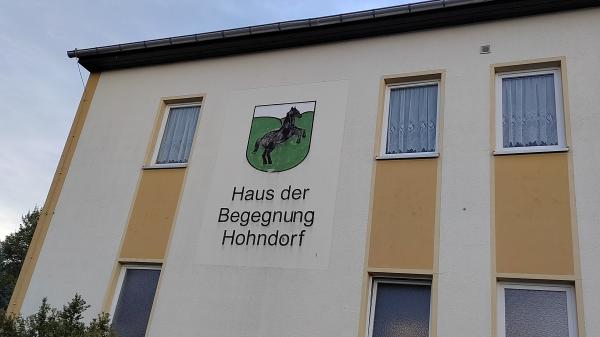 Haus der
Begegnung
Hohndorf